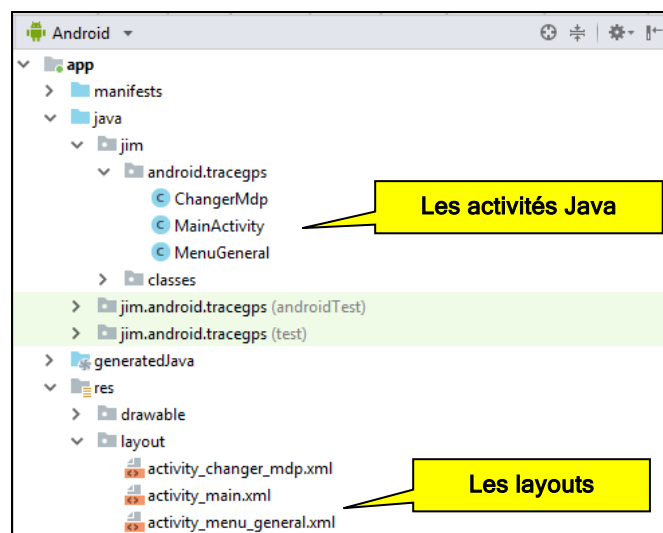 Android
app
manifests
java
jim
android.tracegps
ChangerMdp
MainActivity
MenuGeneral
Les activités Java
classes
jim.android.tracegps (androidTest)
jim.android.tracegps (test)
generatedJava
res
drawable
layout
activity_changer_mdp.xml
activity_main.xml
activity_menu_general.xml
Les layouts